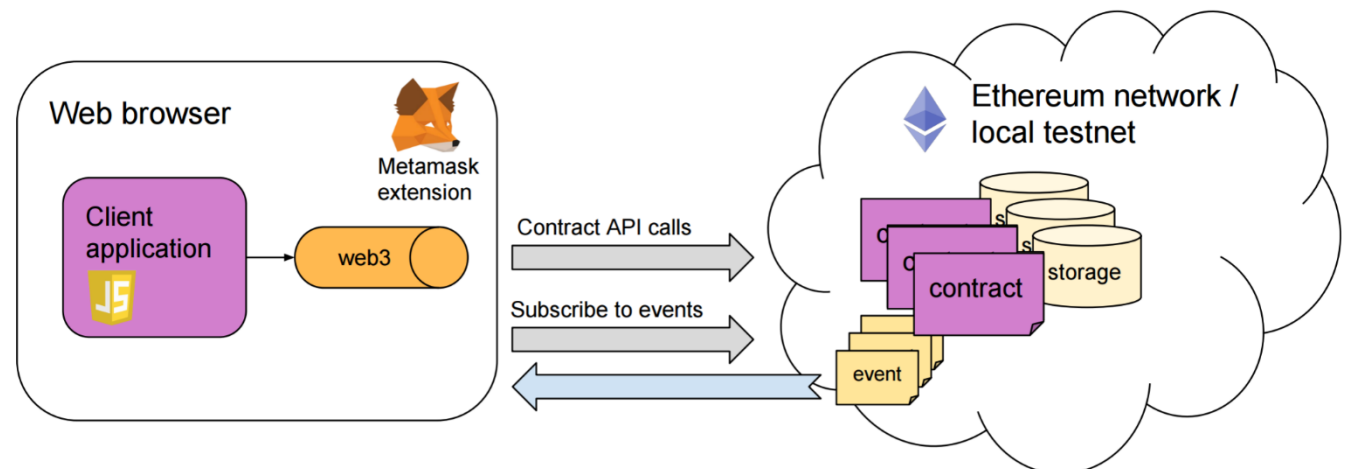 Web browser
Metamask
extension
Client
application
JS
web3
Contract API calls
Subscribe to events
Ethereum network /
local testnet
s
s
storage
c
c
contract
event